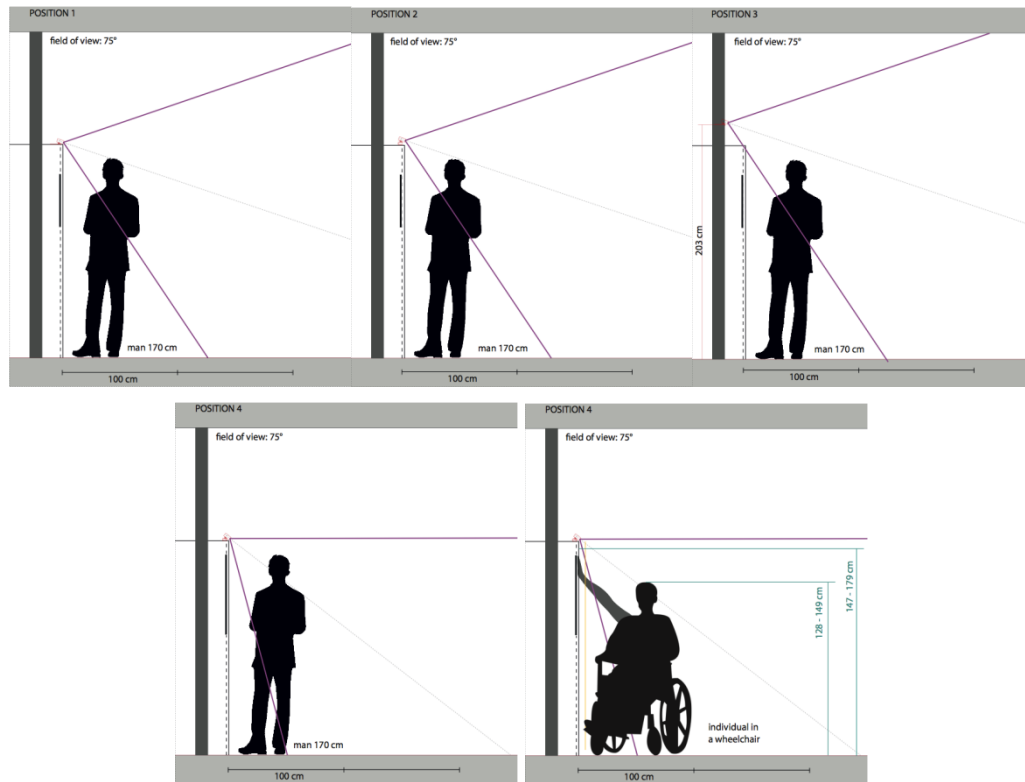 POSITION 1
field of view: 75°
man 170 cm
100 cm
POSITION 2
field of view: 75°
man 170 cm
100 cm
POSITION 3
field of view: 75°
203 cm
man 170 cm
100 cm
POSITION 4
field of view: 75°
man 170 cm
100 cm
POSITION 4
field of view: 75°
128 - 149 cm
147 - 179 cm
individual in
a wheelchair
100 cm